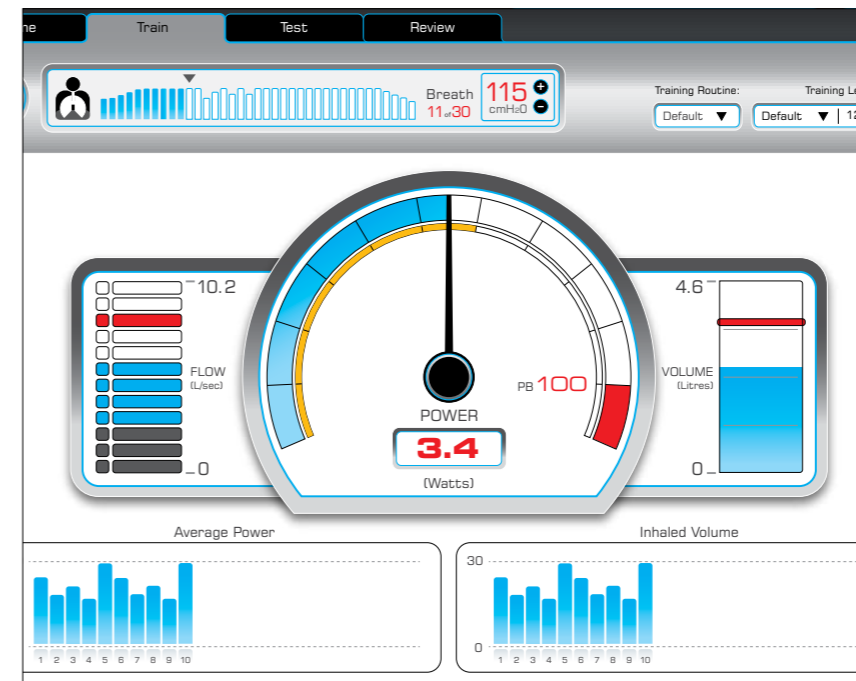 ne Train Test Review
Breath
11 of 30
115
cmH₂O
Training Routine: Training Le
Default ▼ Default ▼ | 12
10.2
FLOW
(L/sec)
0
PB 100
POWER
3.4
(Watts)
4.6
VOLUME
(Litres)
0
Average Power
1 2 3 4 5 6 7 8 9 10
Inhaled Volume
30
0
1 2 3 4 5 6 7 8 9 10